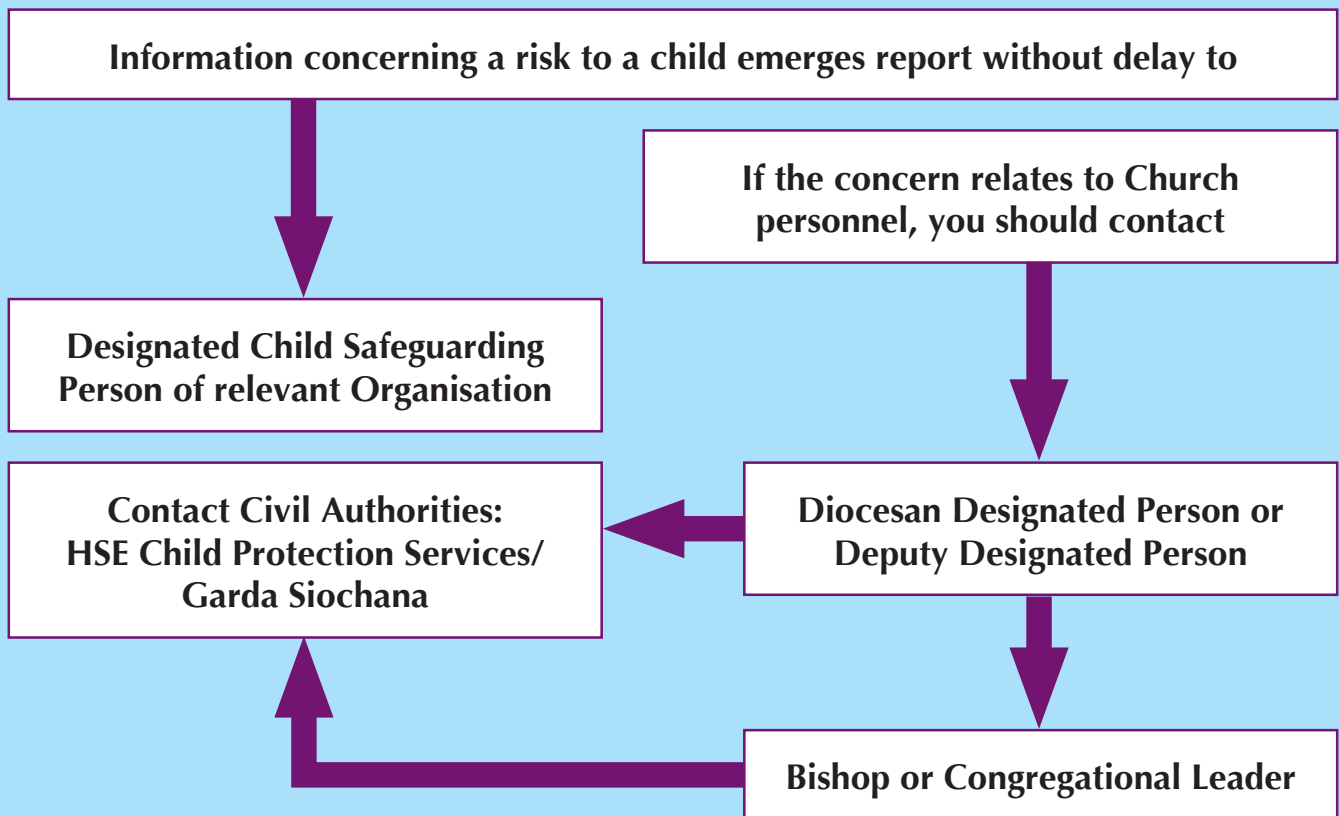 Information concerning a risk to a child emerges report without delay to
If the concern relates to Church
personnel, you should contact
Designated Child Safeguarding
Person of relevant Organisation
Contact Civil Authorities:
HSE Child Protection Services/
Garda Siochana
Diocesan Designated Person or
Deputy Designated Person
Bishop or Congregational Leader